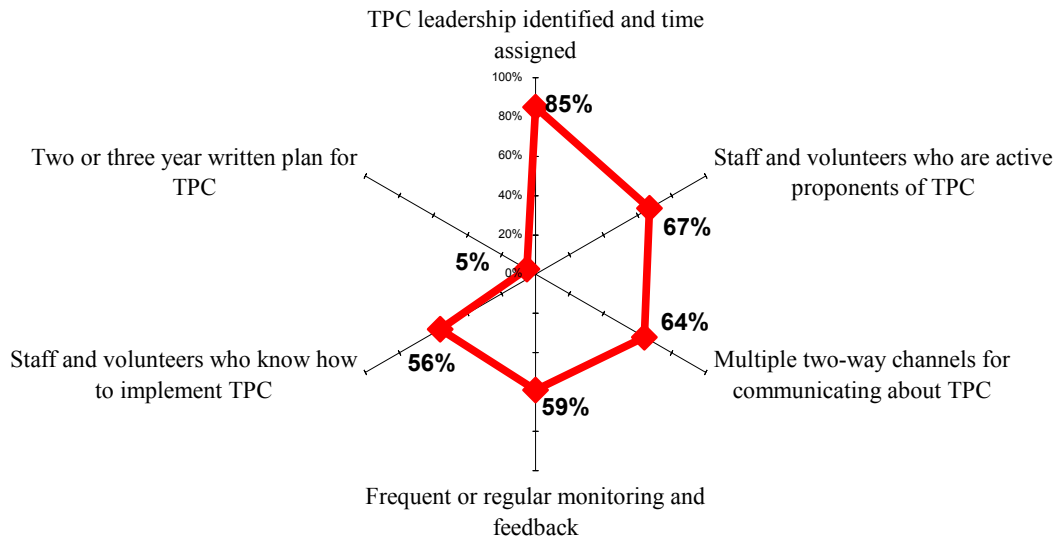 TPC leadership identified and time
assigned
100%
85%
80%
Two or three year written plan for
TPC
Staff and volunteers who are active
proponents of TPC
60%
40%
67%
20%
5%
0%
64%
Staff and volunteers who know how
to implement TPC
56%
Multiple two-way channels for
communicating about TPC
59%
Frequent or regular monitoring and
feedback